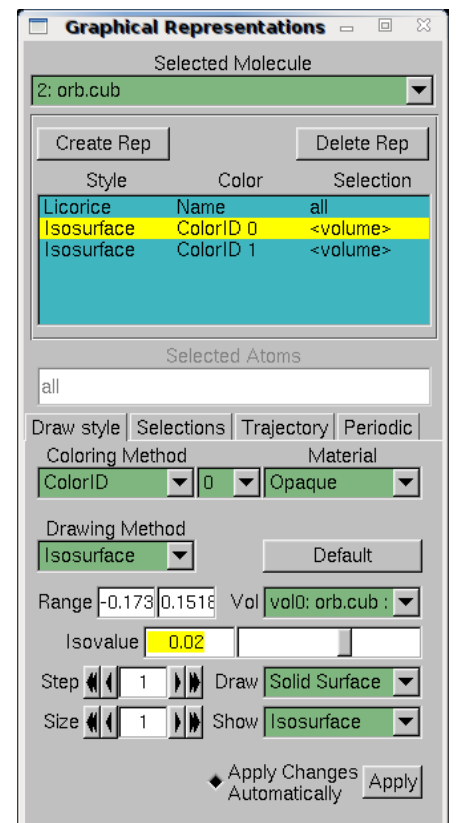 Graphical Representations
Selected Molecule
2: orb.cub
Create Rep Delete Rep
Style Color Selection
Licorice Name all
Isosurface ColorID 0 <volume>
Isosurface ColorID 1 <volume>
Selected Atoms
all
Draw style Selections Trajectory Periodic
Coloring Method Material
ColorID 0 Opaque
Drawing Method
Isosurface Default
Range -0.173 0.1518 Vol vol0: orb.cub :
Isovalue 0.02
Step 1 Draw Solid Surface
Size 1 Show Isosurface
Apply Changes
Automatically Apply